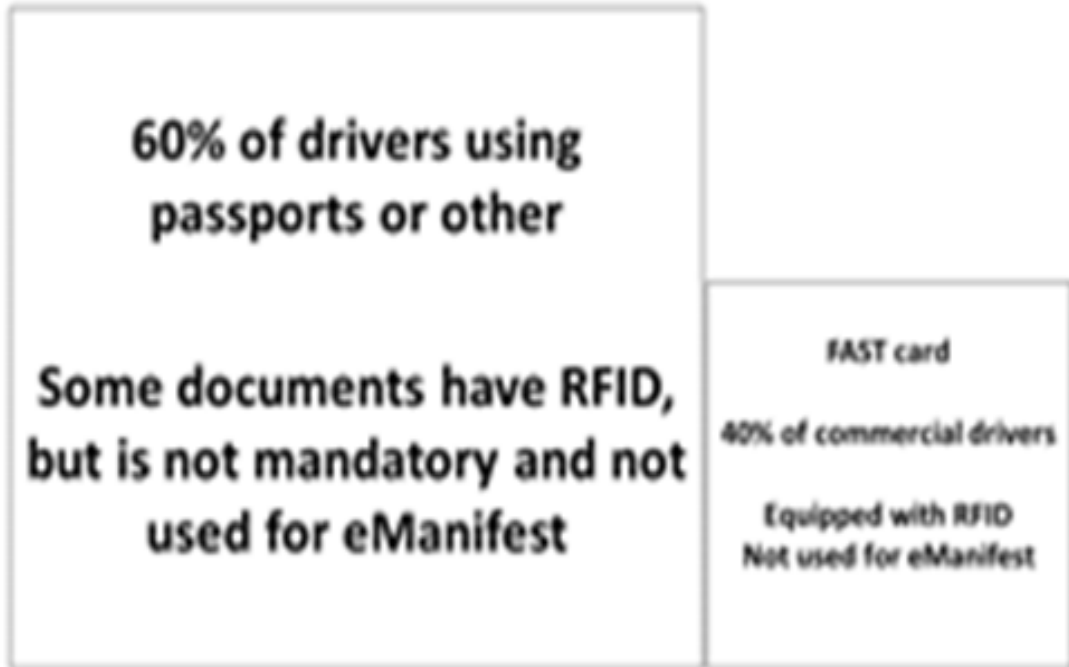 60% of drivers using
passports or other
Some documents have RFID,
but is not mandatory and not
used for eManifest
FAST card
40% of commercial drivers
Equipped with RFID
Not used for eManifest